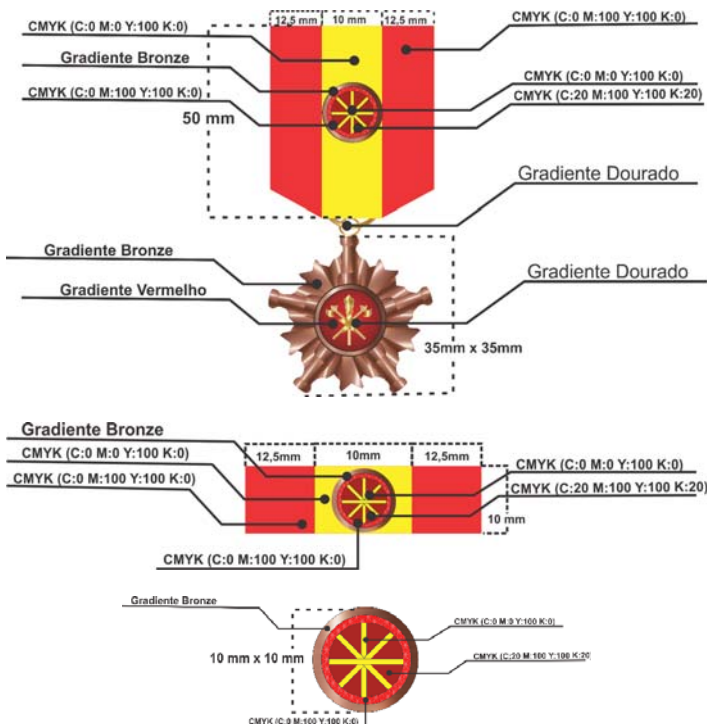 12,5 mm 10 mm 12,5 mm
CMYK (C:0 M:0 Y:100 K:0)
CMYK (C:0 M:100 Y:100 K:0)
Gradiente Bronze
CMYK (C:0 M:0 Y:100 K:0)
CMYK (C:0 M:100 Y:100 K:0)
CMYK (C:20 M:100 Y:100 K:20)
50 mm
Gradiente Dourado
Gradiente Bronze
Gradiente Dourado
Gradiente Vermelho
35mm x 35mm
Gradiente Bronze
12,5mm 10mm 12,5mm
CMYK (C:0 M:0 Y:100 K:0)
CMYK (C:0 M:0 Y:100 K:0)
CMYK (C:0 M:100 Y:100 K:0)
CMYK (C:20 M:100 Y:100 K:20)
10 mm
CMYK (C:0 M:100 Y:100 K:0)
Gradiente Bronze
CMYK (C:0 M:0 Y:100 K:0)
10 mm x 10 mm
CMYK (C:20 M:100 Y:100 K:20)
CMYK (C:0 M:100 Y:100 K:0)